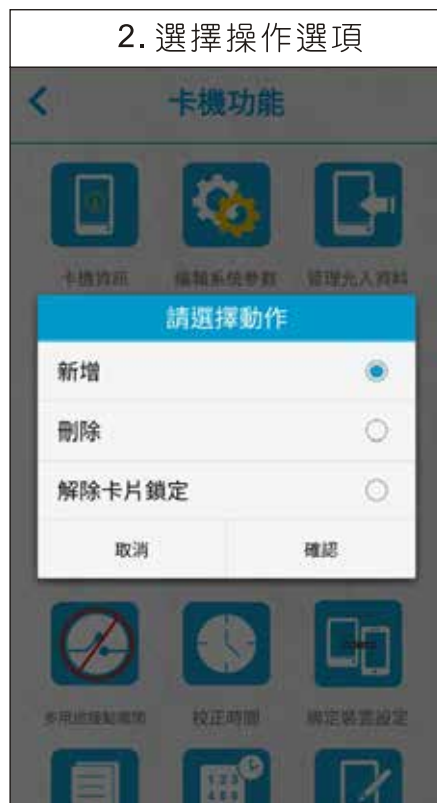 2. 選擇操作選項
卡機功能
卡機資訊
編輯系統參數
管理允入資料
請選擇動作
新增
刪除
解除卡片鎖定
取消
確認
校正時間
綁定裝置設定